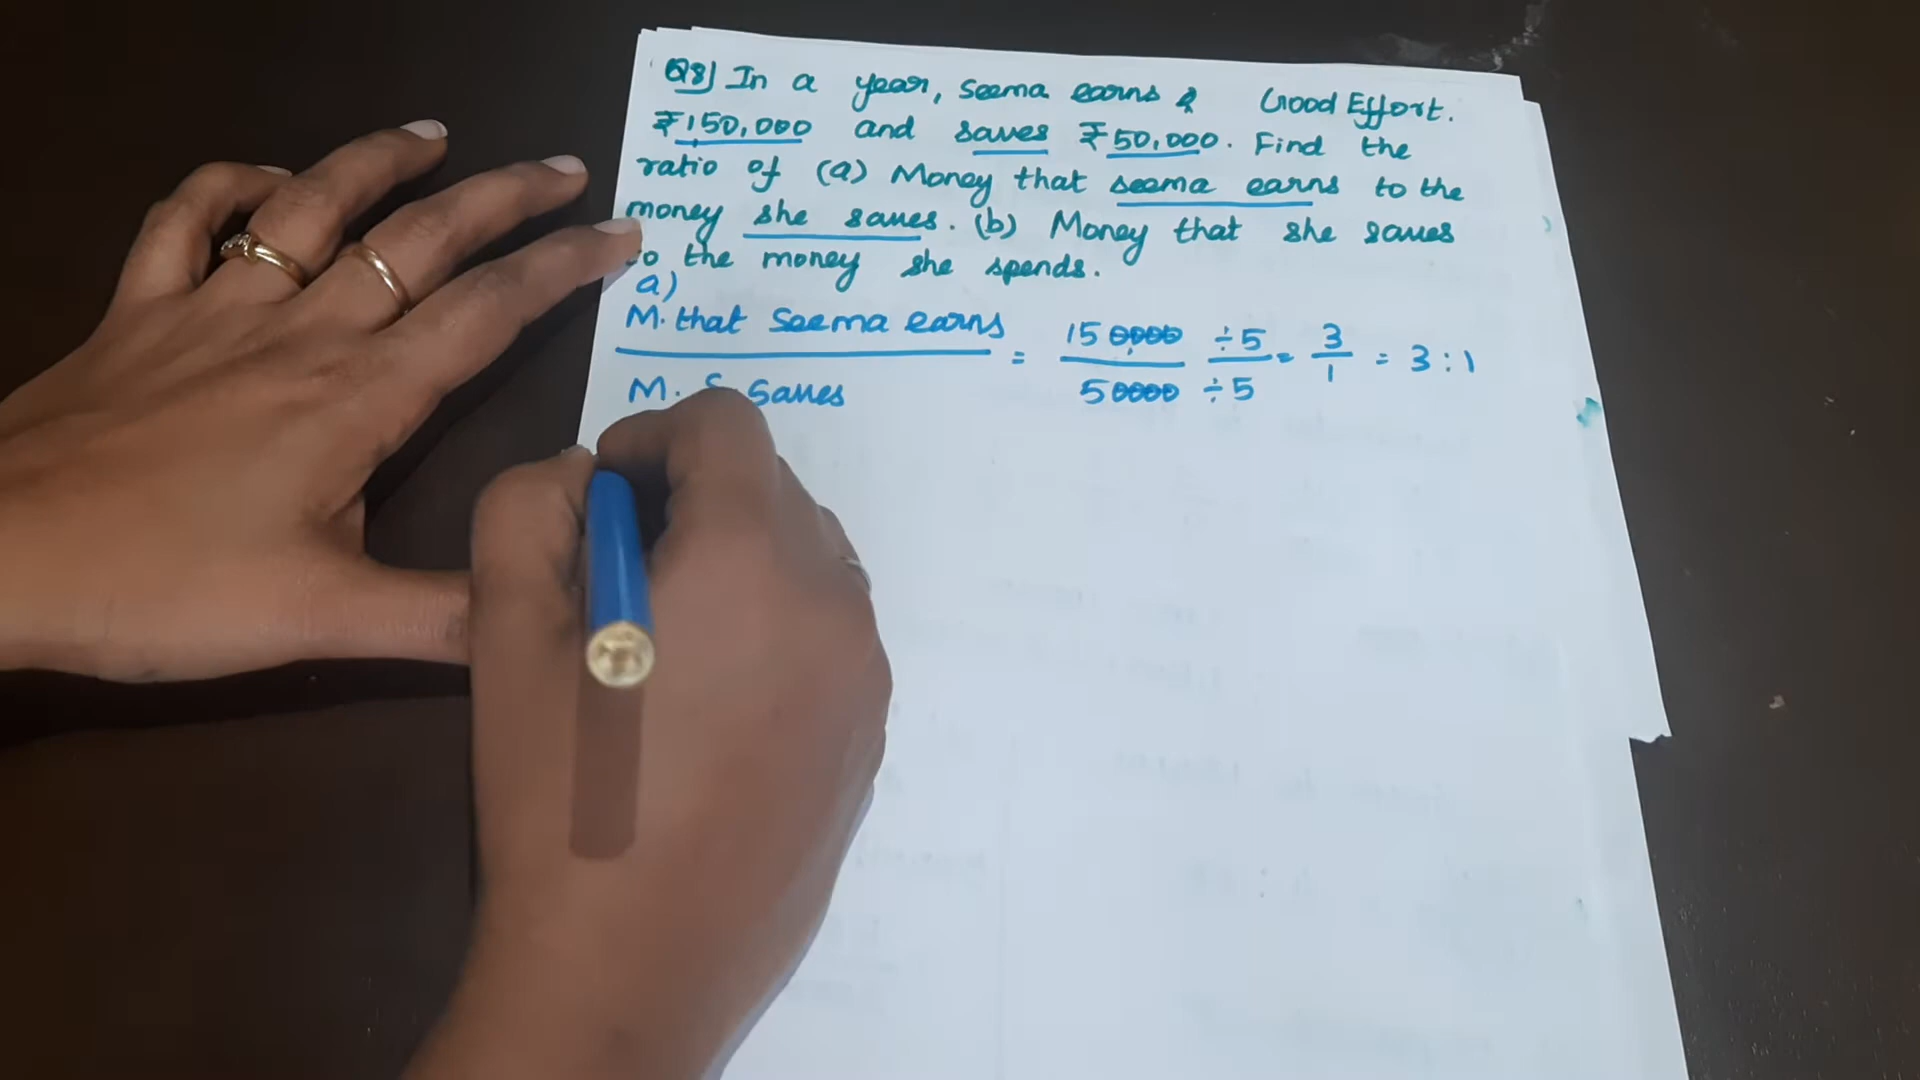 Q8] In a year, Seema earns & Good Effort.
₹150,000 and saves ₹50,000. Find the
ratio of (a) Money that seema earns to the
money she saves. (b) Money that she saves
to the money she spends.
a)
M. that Seema earns
= 150000 ÷5 = 3 = 3:1
M. S. Saves 50000 ÷5 1